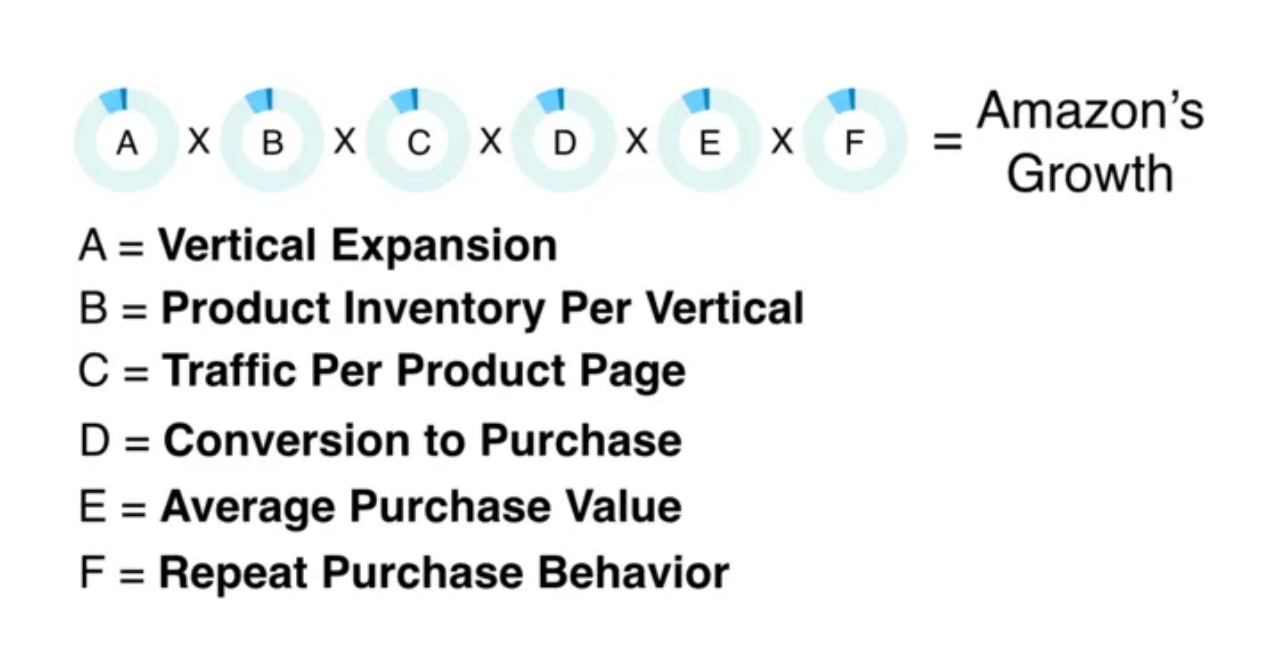 A X B X C X D X E X F = Amazon's
Growth
A = Vertical Expansion
B = Product Inventory Per Vertical
C = Traffic Per Product Page
D = Conversion to Purchase
E = Average Purchase Value
F = Repeat Purchase Behavior